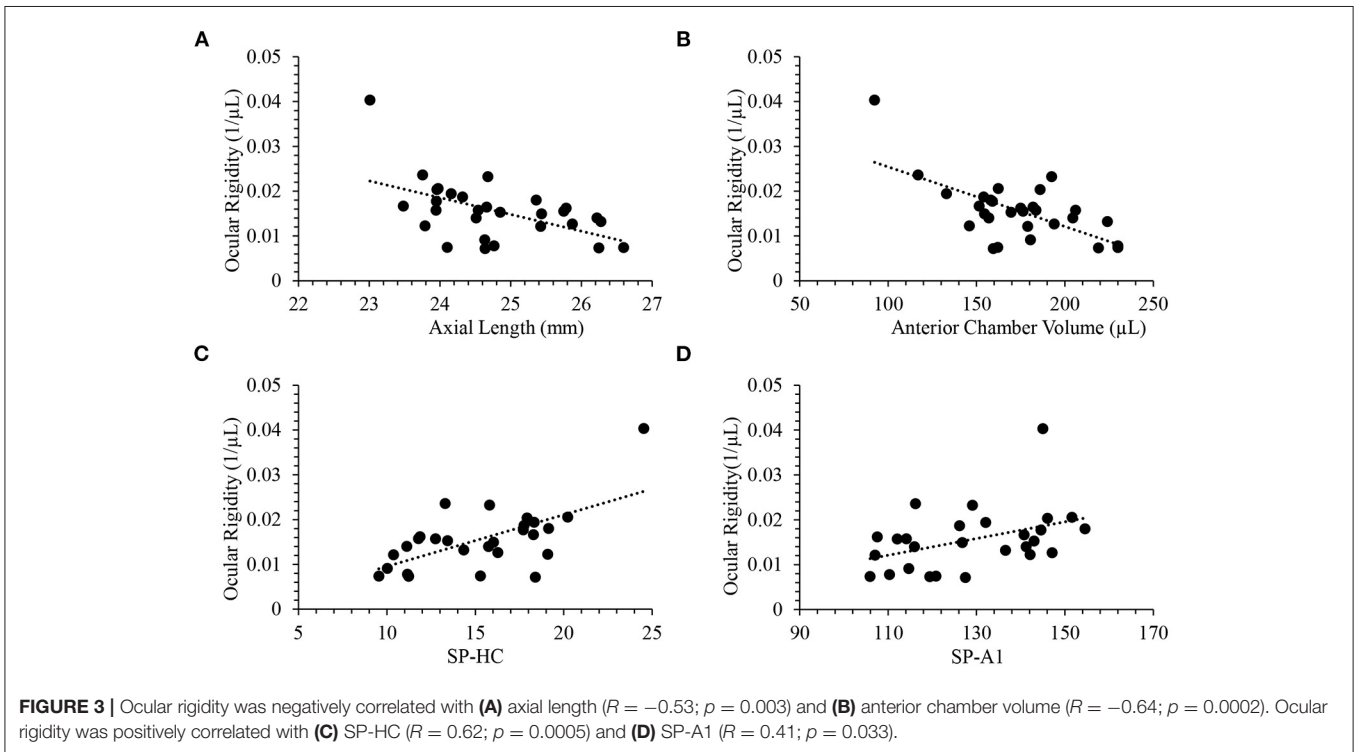 A
0.05
0.04
0.03
0.02
0.01
0
Ocular Rigidity (1/µL)
22 23 24 25 26 27
Axial Length (mm)
B
0.05
0.04
0.03
0.02
0.01
0
Ocular Rigidity (1/µL)
50 100 150 200 250
Anterior Chamber Volume (µL)
C
0.05
0.04
0.03
0.02
0.01
0
Ocular Rigidity (1/µL)
5 10 15 20 25
SP-HC
D
0.05
0.04
0.03
0.02
0.01
0
Ocular Rigidity(1/µL)
90 110 130 150 170
SP-A1
FIGURE 3 | Ocular rigidity was negatively correlated with (A) axial length (R = −0.53; p = 0.003) and (B) anterior chamber volume (R = −0.64; p = 0.0002). Ocular
rigidity was positively correlated with (C) SP-HC (R = 0.62; p = 0.0005) and (D) SP-A1 (R = 0.41; p = 0.033).